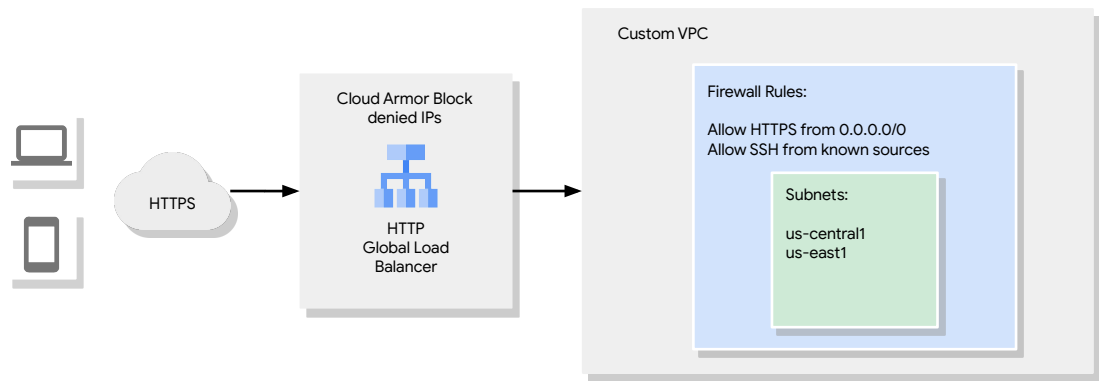 HTTPS
Cloud Armor Block
denied IPs
HTTP
Global Load
Balancer
Custom VPC
Firewall Rules:
Allow HTTPS from 0.0.0.0/0
Allow SSH from known sources
Subnets:
us-central1
us-east1